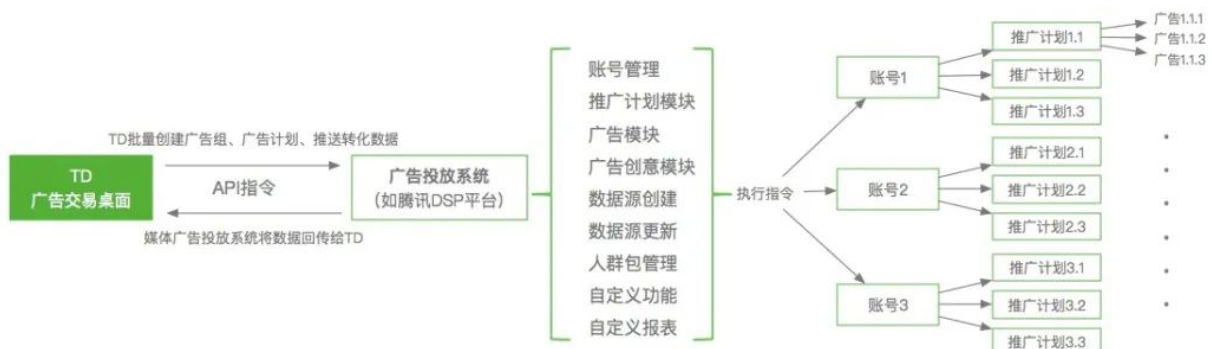 TD
广告交易桌面
TD批量创建广告组、广告计划、推送转化数据
API指令
媒体广告投放系统将数据回传给TD
广告投放系统
（如腾讯DSP平台）
账号管理
推广计划模块
广告模块
广告创意模块
数据源创建
数据源更新
人群包管理
自定义功能
自定义报表
执行指令
账号1
推广计划1.1
广告1.1.1
广告1.1.2
广告1.1.3
推广计划1.2
推广计划1.3
账号2
推广计划2.1
推广计划2.2
推广计划2.3
账号3
推广计划3.1
推广计划3.2
推广计划3.3